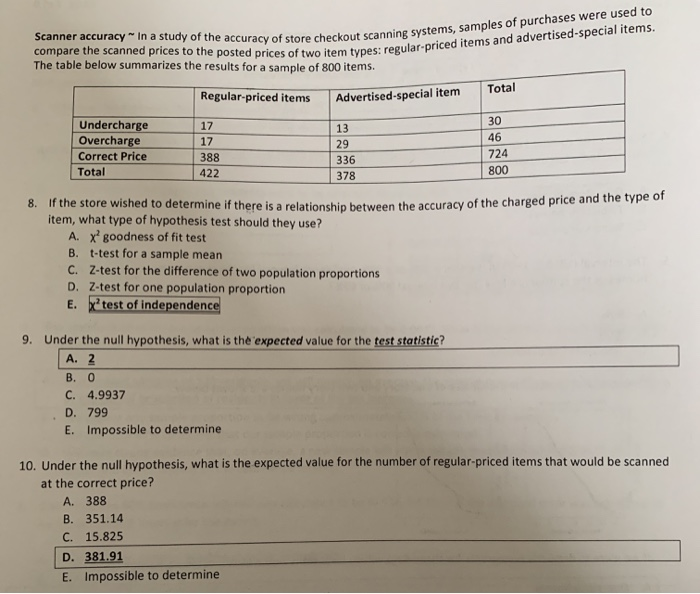 Scanner accuracy ~ In a study of the accuracy of store checkout scanning systems, samples of purchases were used to
compare the scanned prices to the posted prices of two item types: regular-priced items and advertised-special items.
The table below summarizes the results for a sample of 800 items.
Regular-priced items Advertised-special item Total
Undercharge 17 13 30
Overcharge 17 29 46
Correct Price 388 336 724
Total 422 378 800
8. If the store wished to determine if there is a relationship between the accuracy of the charged price and the type of
item, what type of hypothesis test should they use?
A. χ² goodness of fit test
B. t-test for a sample mean
C. Z-test for the difference of two population proportions
D. Z-test for one population proportion
E. χ² test of independence
9. Under the null hypothesis, what is the expected value for the test statistic?
A. 2
B. 0
C. 4.9937
D. 799
E. Impossible to determine
10. Under the null hypothesis, what is the expected value for the number of regular-priced items that would be scanned
at the correct price?
A. 388
B. 351.14
C. 15.825
D. 381.91
E. Impossible to determine